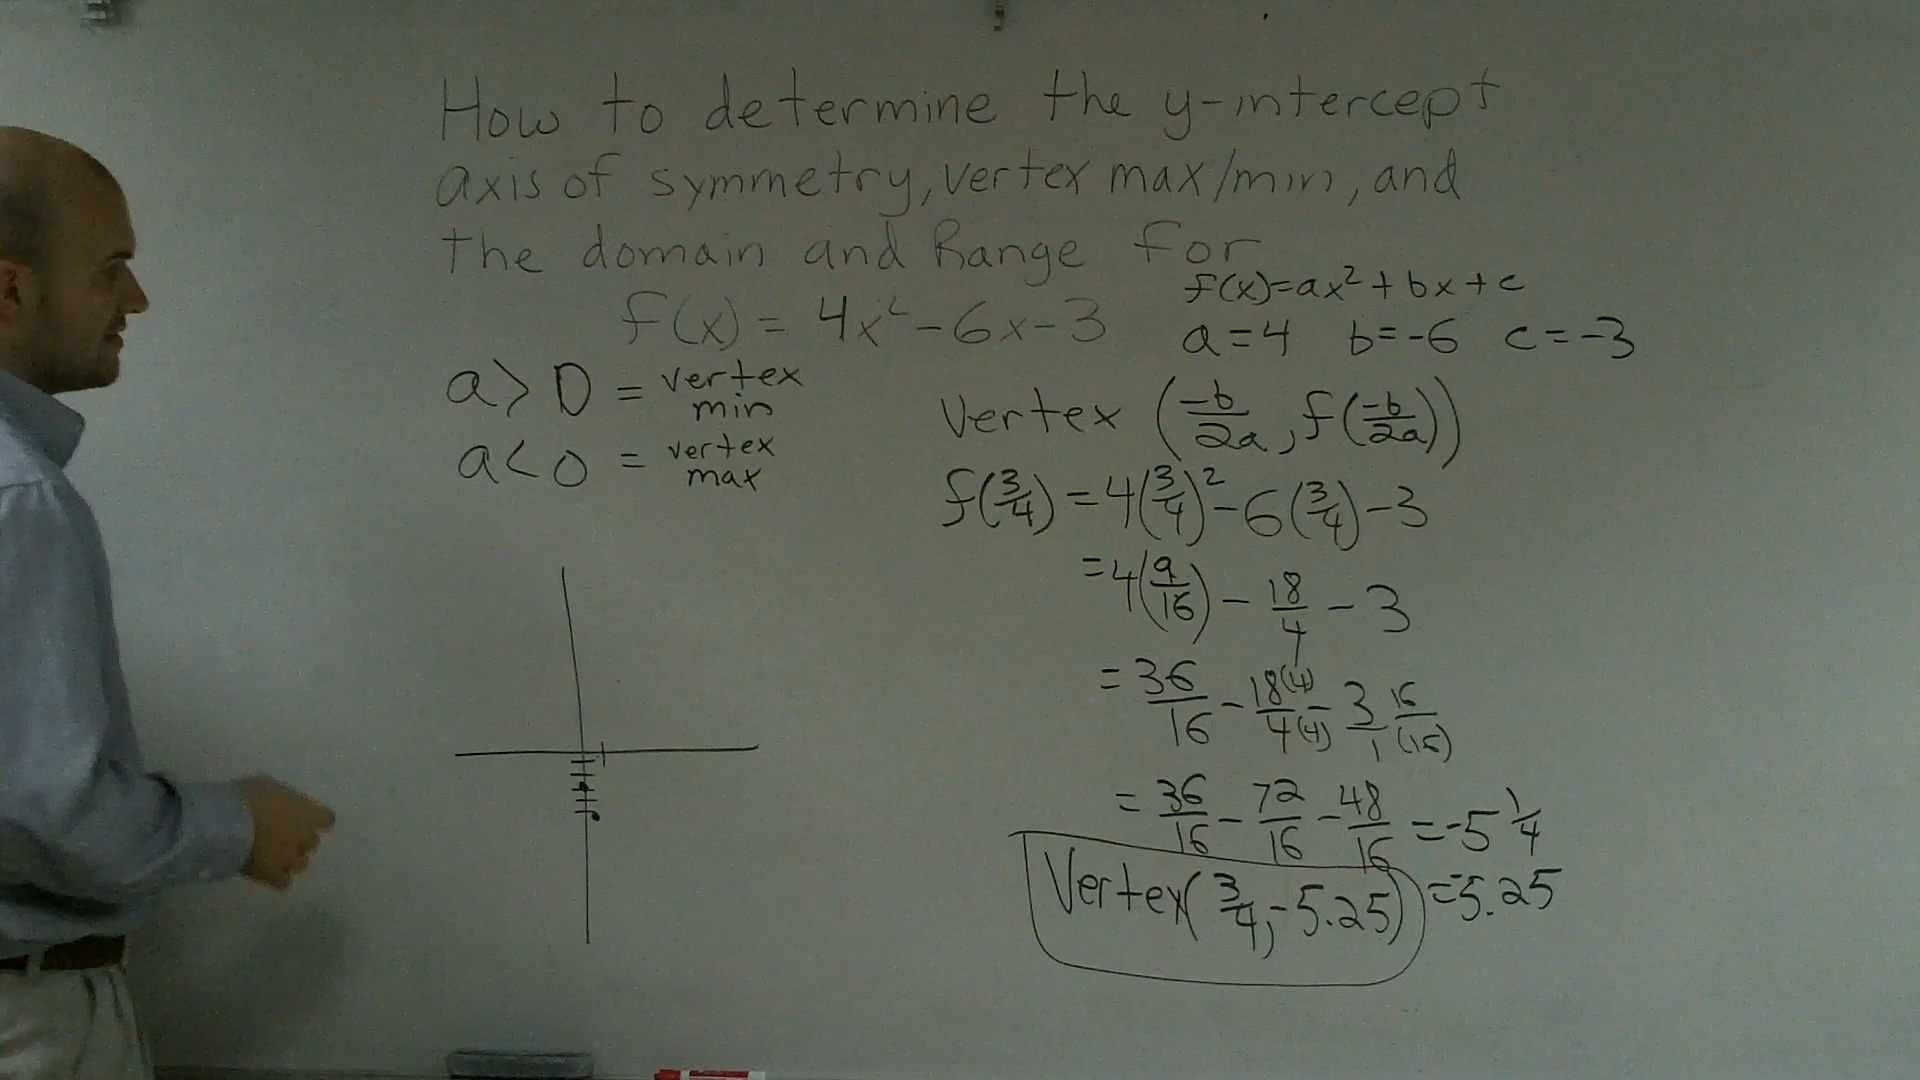 How to determine the y-intercept
axis of symmetry, vertex max/min, and
the domain and Range for
f(x) = 4x² - 6x - 3
f(x)=ax² + bx + c
a = 4 b = -6 c = -3
a > 0 = vertex min
a < 0 = vertex max
Vertex (-b/2a, f(-b/2a))
f(3/4) = 4(3/4)² - 6(3/4) - 3
= 4(9/16) - 18/4 - 3
= 36/16 - 18(4)/4(4) - 3/1 16/(16)
= 36/16 - 72/16 - 48/16 = -5 1/4
= -5.25
Vertex(3/4, -5.25)